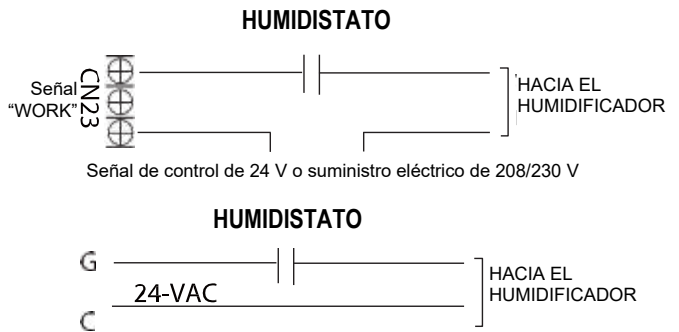 HUMIDISTATO
Señal
“WORK”
CN23
HACIA EL
HUMIDIFICADOR
Señal de control de 24 V o suministro eléctrico de 208/230 V
HUMIDISTATO
G
24-VAC
C
HACIA EL
HUMIDIFICADOR